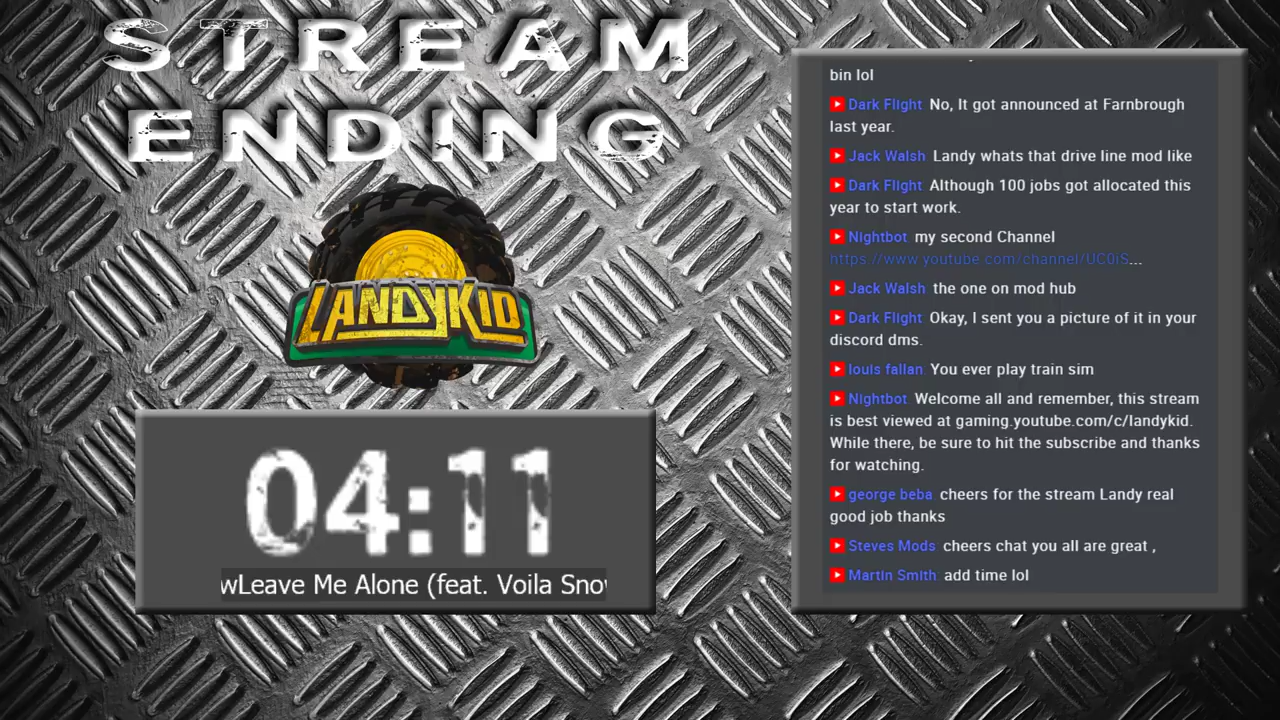 STREAM
ENDING
LANDYKID
04:11
wLeave Me Alone (feat. Voila Snow
bin lol
Dark Flight No, It got announced at Farnbrough
last year.
Jack Walsh Landy whats that drive line mod like
Dark Flight Although 100 jobs got allocated this
year to start work.
Nightbot my second Channel
https://www.youtube.com/channel/UC0iS...
Jack Walsh the one on mod hub
Dark Flight Okay, I sent you a picture of it in your
discord dms.
louis fallan You ever play train sim
Nightbot Welcome all and remember, this stream
is best viewed at gaming.youtube.com/c/landykid.
While there, be sure to hit the subscribe and thanks
for watching.
george beba cheers for the stream Landy real
good job thanks
Steves Mods cheers chat you all are great ,
Martin Smith add time lol